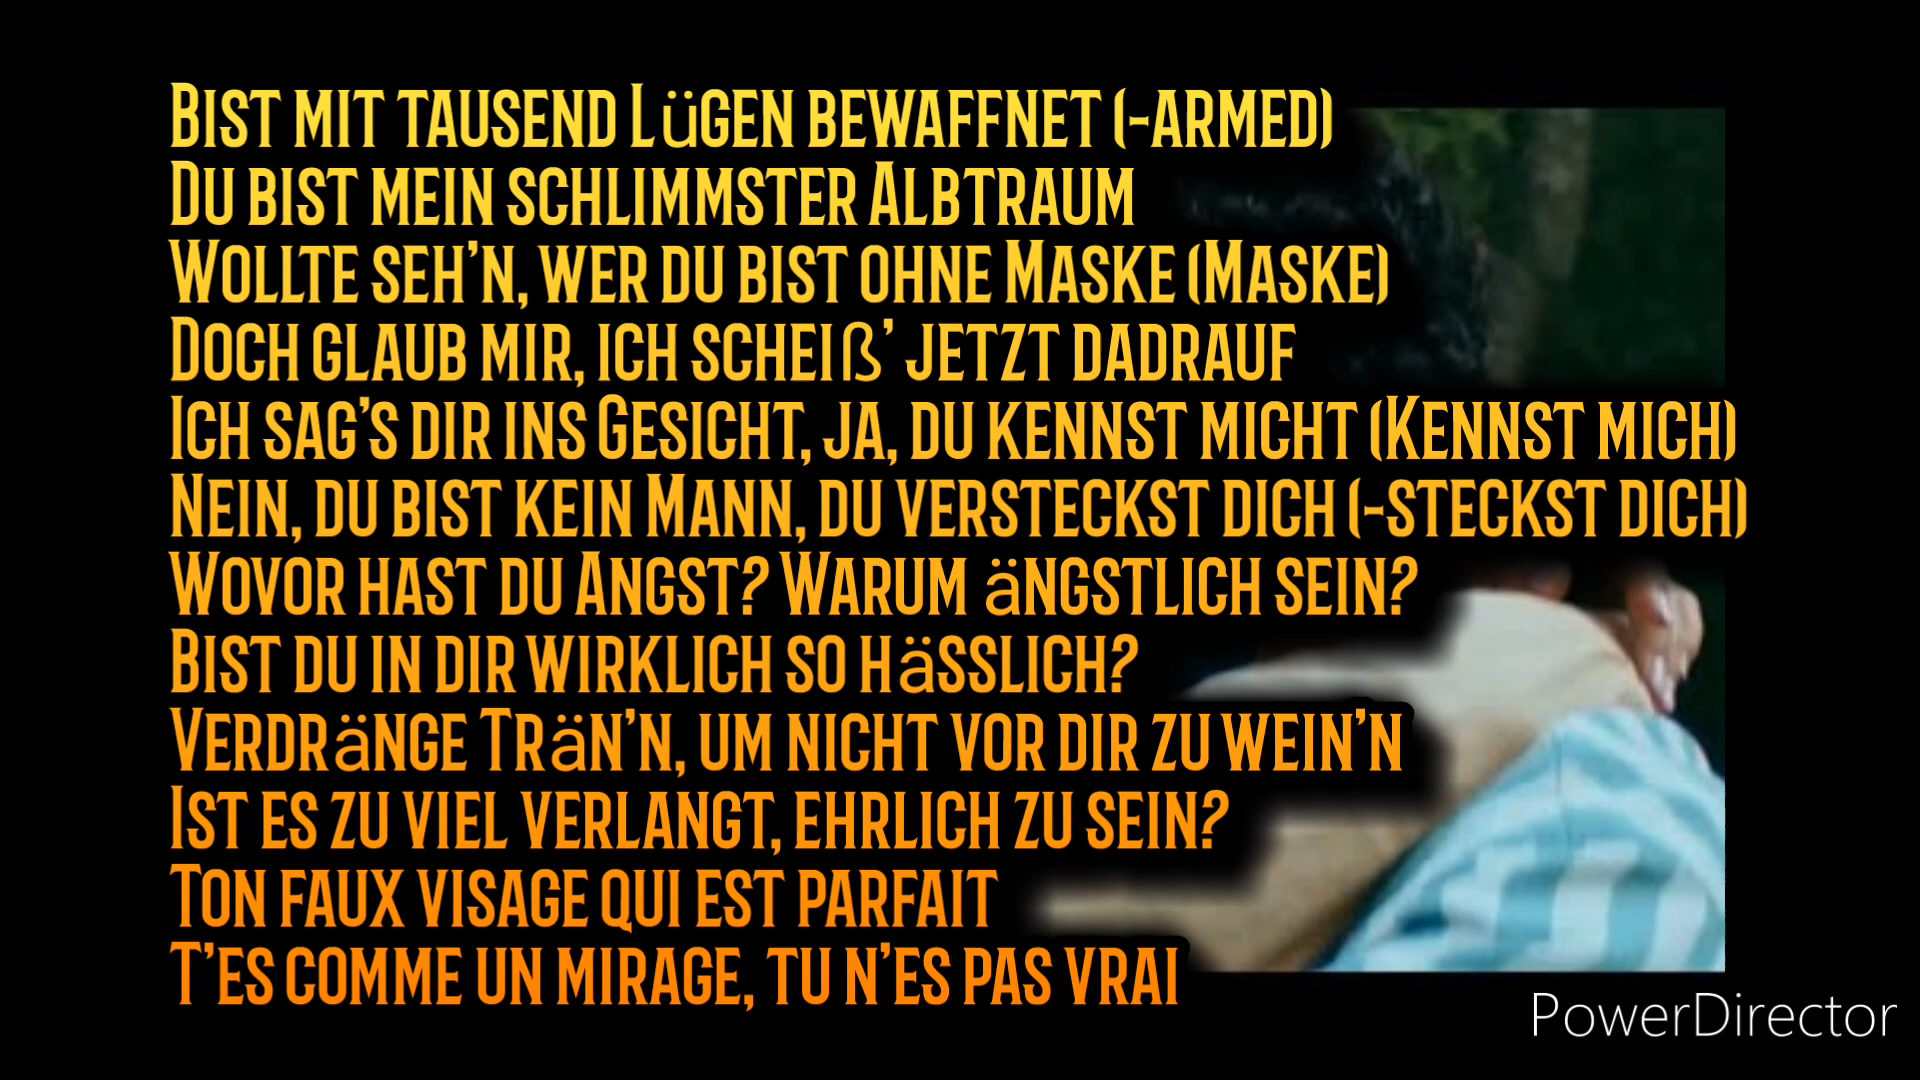 Bist mit tausend Lügen bewaffnet (-armed)
Du bist mein schlimmster Albtraum
Wollte seh'n, wer du bist ohne Maske (Maske)
Doch glaub mir, ich scheiß' jetzt dadrauf
Ich sag's dir ins Gesicht, ja, du kennst micht (Kennst mich)
Nein, du bist kein Mann, du versteckst dich (-steckst dich)
Wovor hast du Angst? Warum ängstlich sein?
Bist du in dir wirklich so hässlich?
Verdränge Trän'n, um nicht vor dir zu wein'n
Ist es zu viel verlangt, ehrlich zu sein?
Ton faux visage qui est parfait
T'es comme un mirage, tu n'es pas vrai
PowerDirector